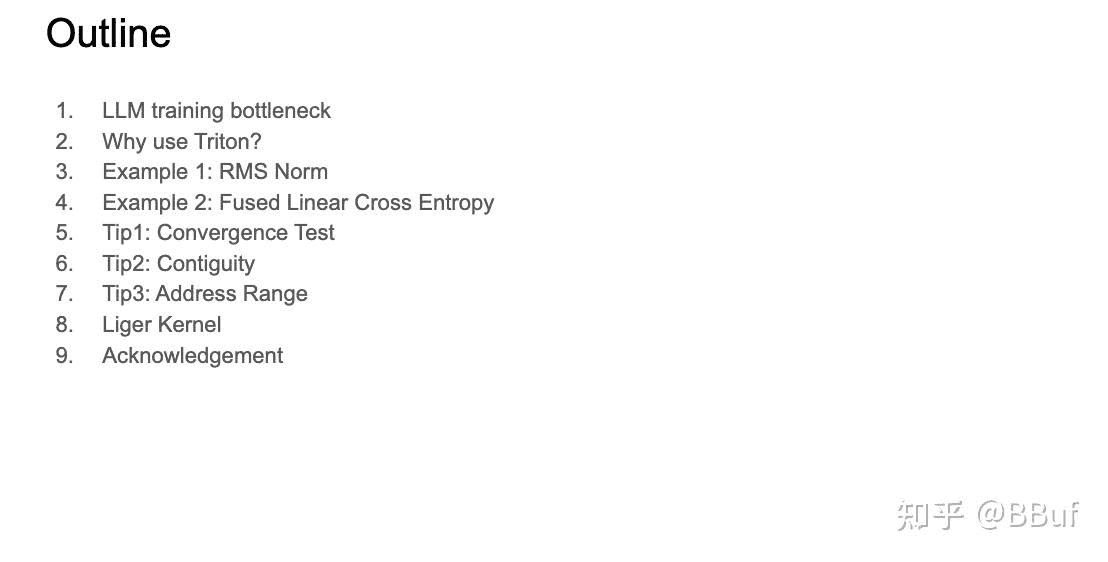 Outline
1. LLM training bottleneck
2. Why use Triton?
3. Example 1: RMS Norm
4. Example 2: Fused Linear Cross Entropy
5. Tip1: Convergence Test
6. Tip2: Contiguity
7. Tip3: Address Range
8. Liger Kernel
9. Acknowledgement
知乎 @BBuf